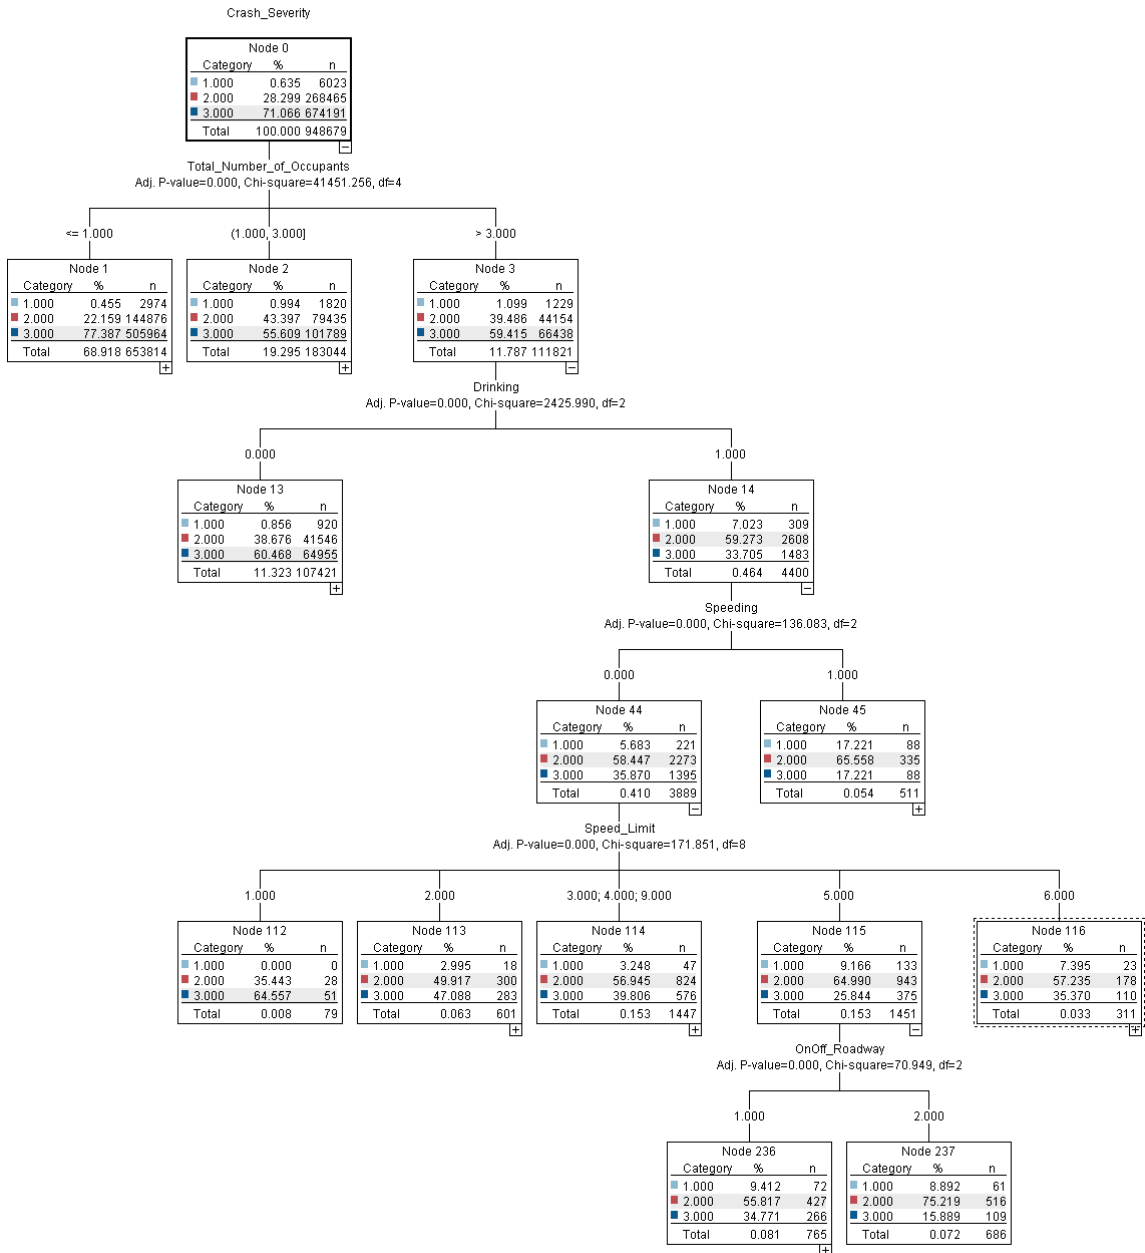 Crash_Severity
Node 0
Category % n
1.000 0.635 6023
2.000 28.299 268465
3.000 71.066 674191
Total 100.000 948679
Total_Number_of_Occupants
Adj. P-value=0.000, Chi-square=41451.256, df=4
<= 1.000
(1.000, 3.000]
> 3.000
Node 1
Category % n
1.000 0.455 2974
2.000 22.159 144876
3.000 77.387 505964
Total 68.918 653814
Node 2
Category % n
1.000 0.994 1820
2.000 43.397 79435
3.000 55.609 101789
Total 19.295 183044
Node 3
Category % n
1.000 1.099 1229
2.000 39.486 44154
3.000 59.415 66438
Total 11.787 111821
Drinking
Adj. P-value=0.000, Chi-square=2425.990, df=2
0.000
1.000
Node 13
Category % n
1.000 0.856 920
2.000 38.676 41546
3.000 60.468 64955
Total 11.323 107421
Node 14
Category % n
1.000 7.023 309
2.000 59.273 2608
3.000 33.705 1483
Total 0.464 4400
Speeding
Adj. P-value=0.000, Chi-square=136.083, df=2
0.000
1.000
Node 44
Category % n
1.000 5.683 221
2.000 58.447 2273
3.000 35.870 1395
Total 0.410 3889
Node 45
Category % n
1.000 17.221 88
2.000 65.558 335
3.000 17.221 88
Total 0.054 511
Speed_Limit
Adj. P-value=0.000, Chi-square=171.851, df=8
1.000
2.000
3.000; 4.000; 9.000
5.000
6.000
Node 112
Category % n
1.000 0.000 0
2.000 35.443 28
3.000 64.557 51
Total 0.008 79
Node 113
Category % n
1.000 2.995 18
2.000 49.917 300
3.000 47.088 283
Total 0.063 601
Node 114
Category % n
1.000 3.248 47
2.000 56.945 824
3.000 39.806 576
Total 0.153 1447
Node 115
Category % n
1.000 9.166 133
2.000 64.990 943
3.000 25.844 375
Total 0.153 1451
Node 116
Category % n
1.000 7.395 23
2.000 57.235 178
3.000 35.370 110
Total 0.033 311
OnOff_Roadway
Adj. P-value=0.000, Chi-square=70.949, df=2
1.000
2.000
Node 236
Category % n
1.000 9.412 72
2.000 55.817 427
3.000 34.771 266
Total 0.081 765
Node 237
Category % n
1.000 8.892 61
2.000 75.219 516
3.000 15.889 109
Total 0.072 686